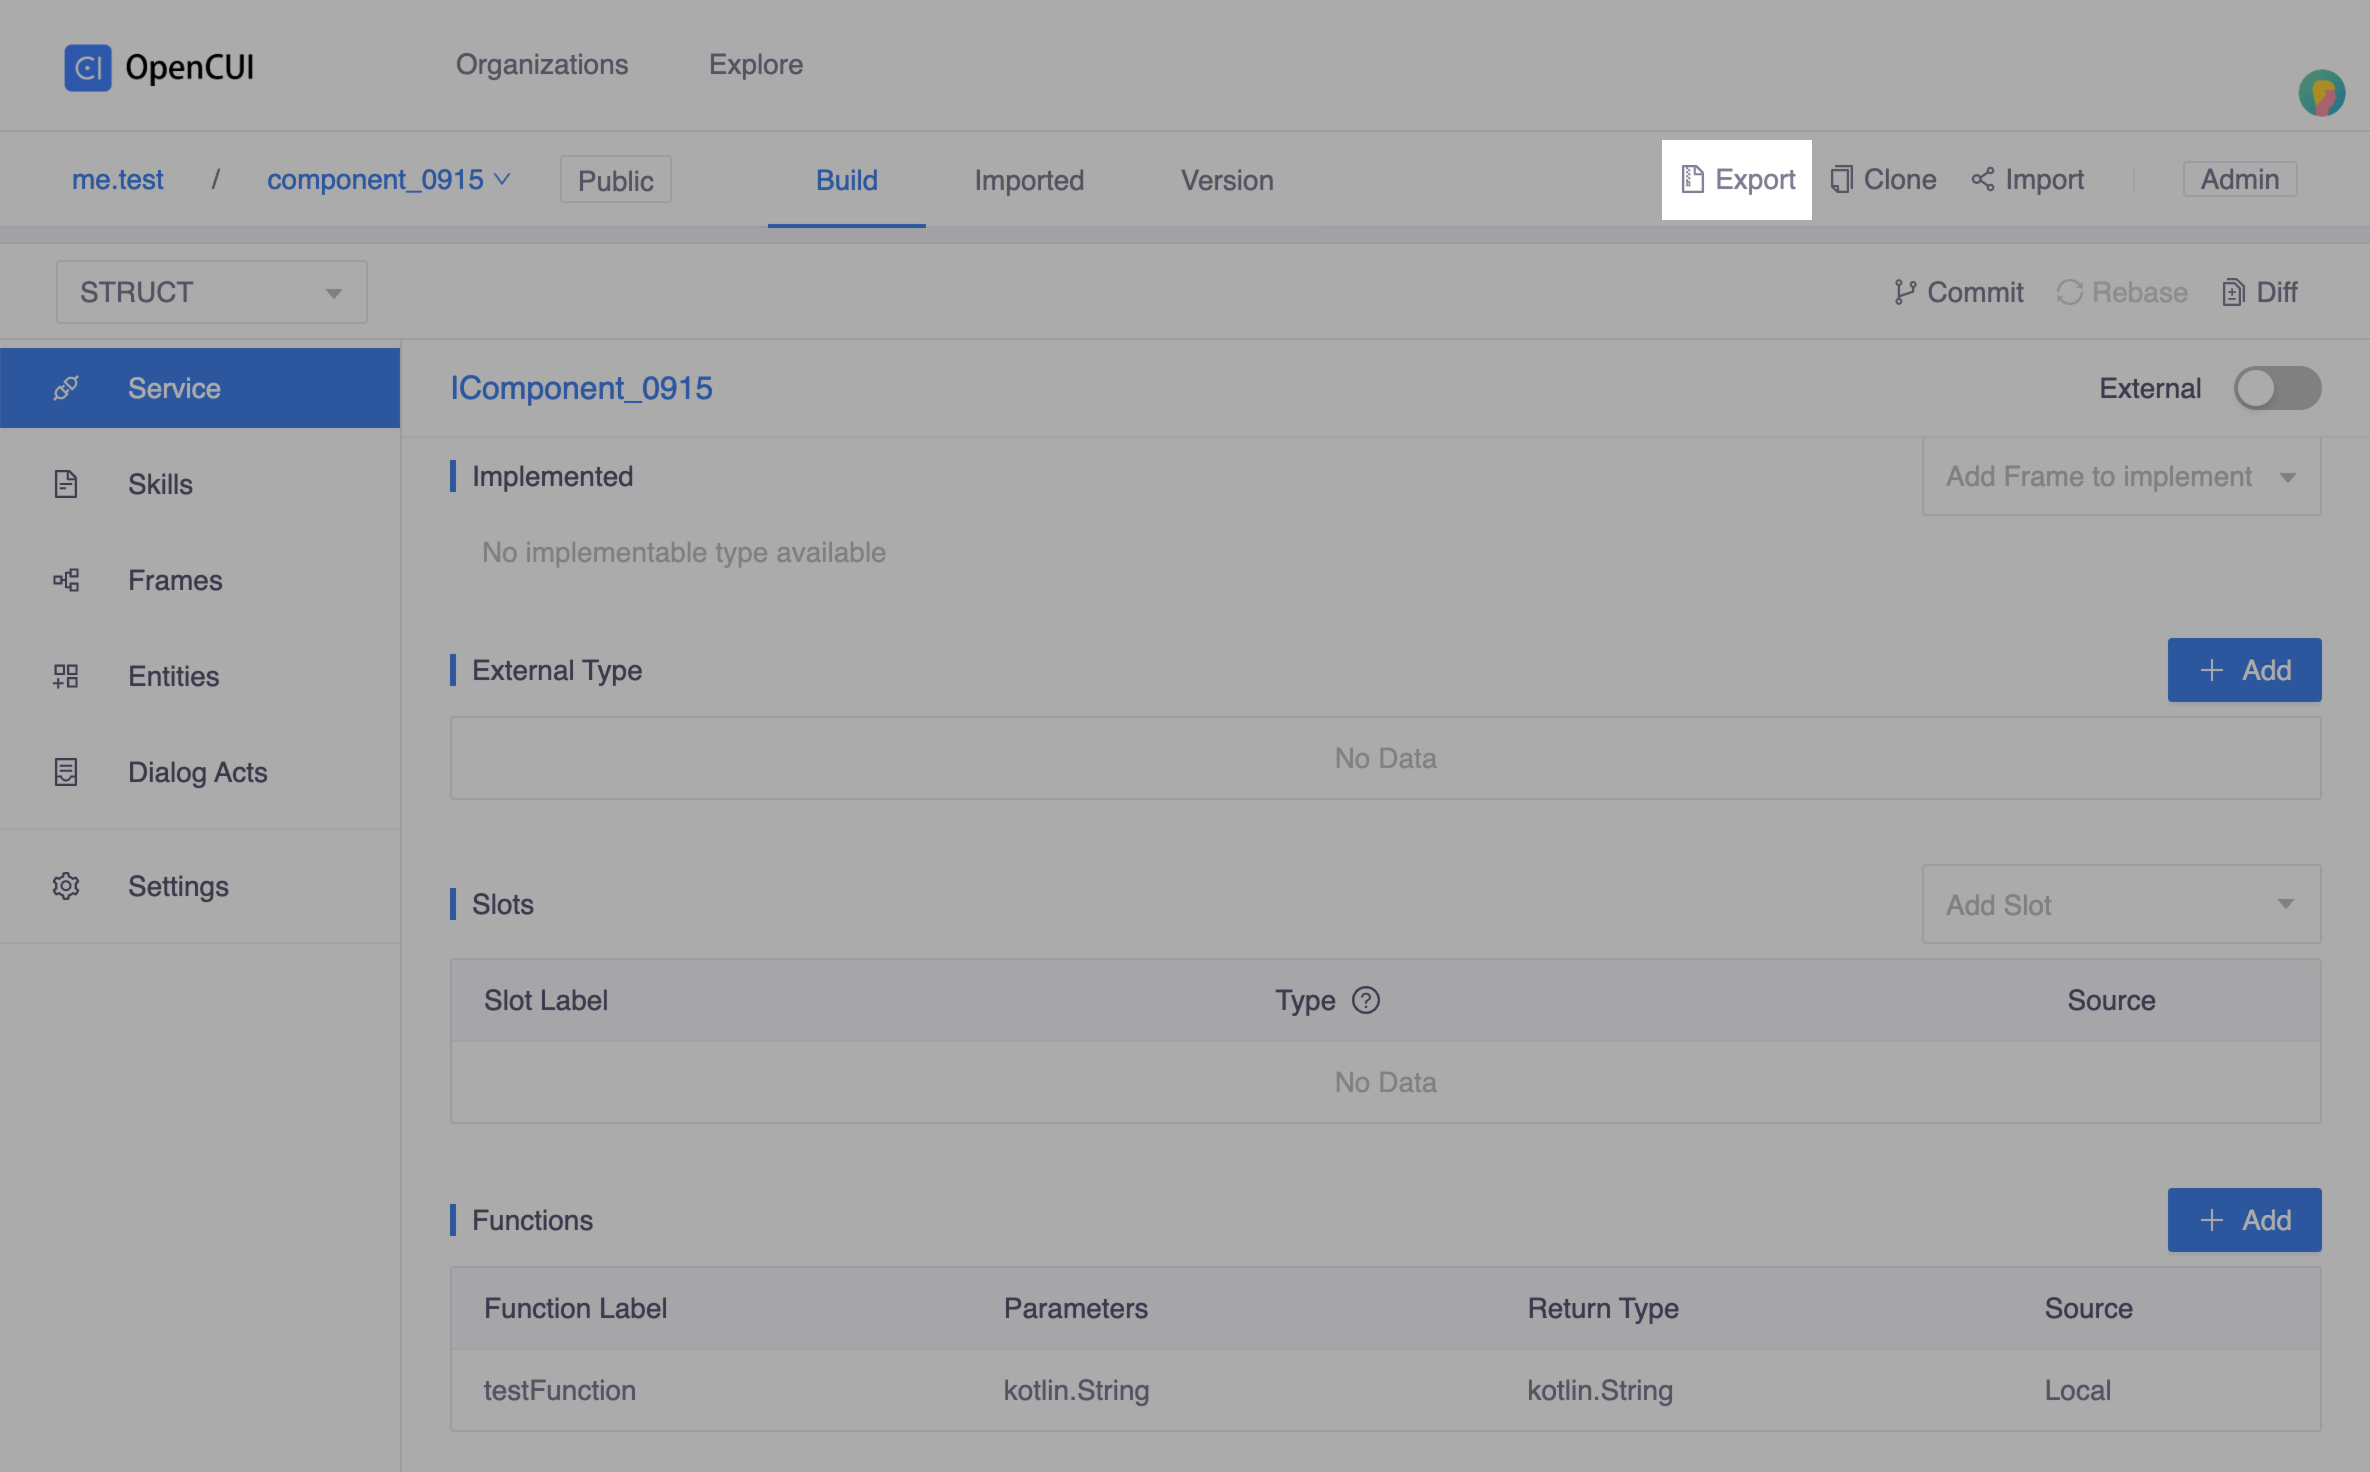 CI OpenCUI Organizations Explore
me.test / component_0915 Public Build Imported Version Export Clone Import Admin
STRUCT Commit Rebase Diff
Service IComponent_0915 External
Skills
Frames
Entities
Dialog Acts
Settings
Implemented Add Frame to implement
No implementable type available
External Type + Add
No Data
Slots Add Slot
Slot Label Type ? Source
No Data
Functions + Add
Function Label Parameters Return Type Source
testFunction kotlin.String kotlin.String Local